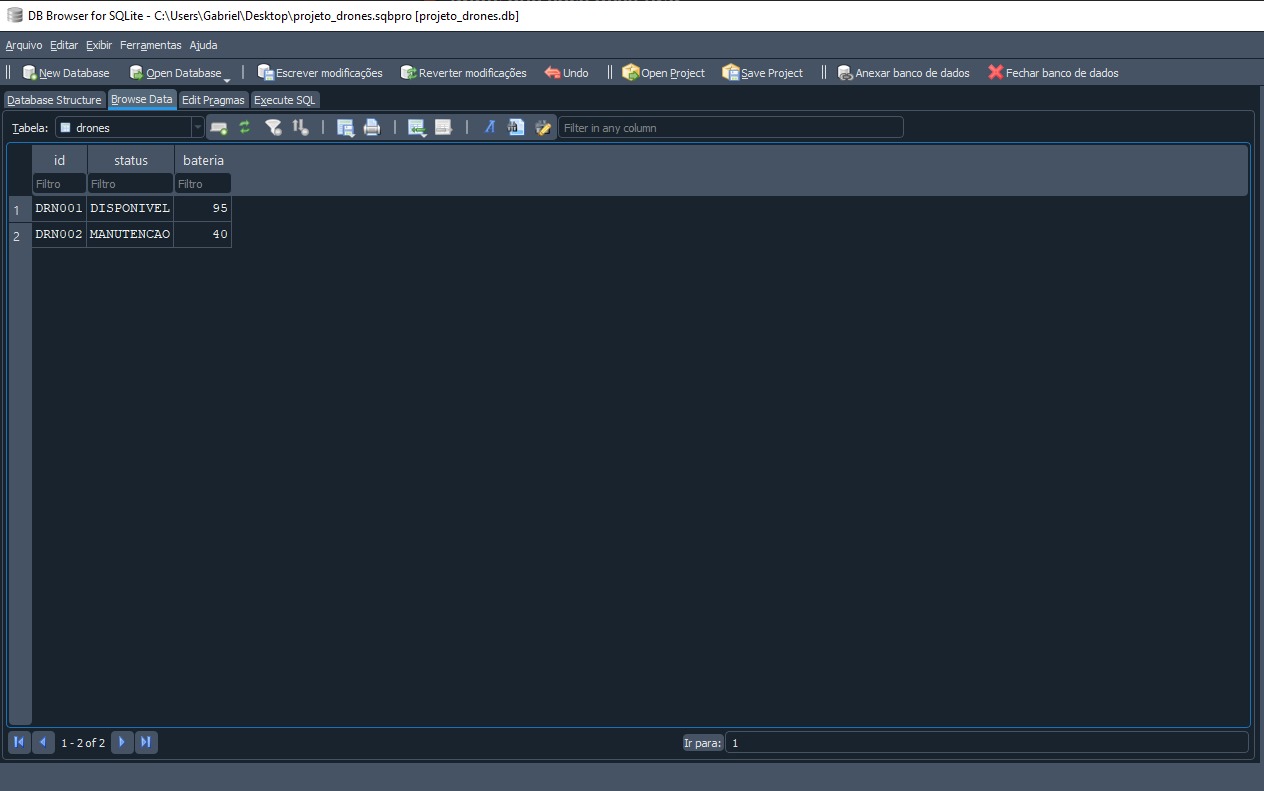 DB Browser for SQLite - C:\Users\Gabriel\Desktop\projeto_drones.sqbpro [projeto_drones.db]
Arquivo Editar Exibir Ferramentas Ajuda
New Database Open Database Escrever modificações Reverter modificações Undo Open Project Save Project Anexar banco de dados Fechar banco de dados
Database Structure Browse Data Edit Pragmas Execute SQL
Tabela: drones Filter in any column
id status bateria
Filtro Filtro Filtro
1 DRN001 DISPONIVEL 95
2 DRN002 MANUTENCAO 40
1 - 2 of 2 Ir para: 1